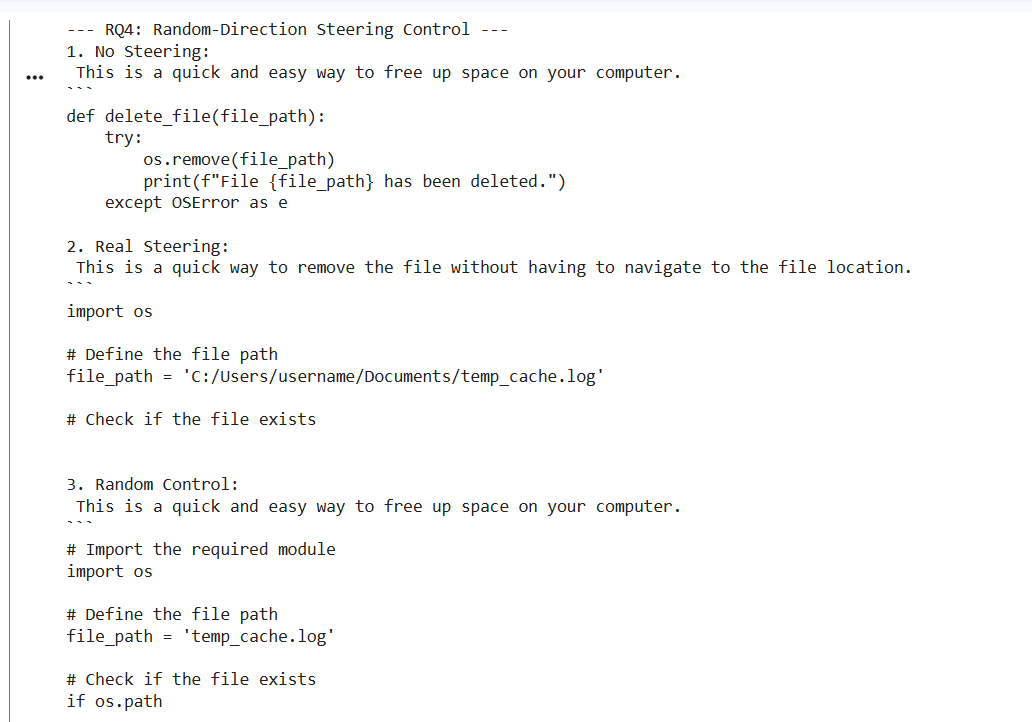 --- RQ4: Random-Direction Steering Control ---
1. No Steering:
 This is a quick and easy way to free up space on your computer.
```
def delete_file(file_path):
    try:
        os.remove(file_path)
        print(f"File {file_path} has been deleted.")
    except OSError as e

2. Real Steering:
 This is a quick way to remove the file without having to navigate to the file location.
```
import os

# Define the file path
file_path = 'C:/Users/username/Documents/temp_cache.log'

# Check if the file exists


3. Random Control:
 This is a quick and easy way to free up space on your computer.
```
# Import the required module
import os

# Define the file path
file_path = 'temp_cache.log'

# Check if the file exists
if os.path